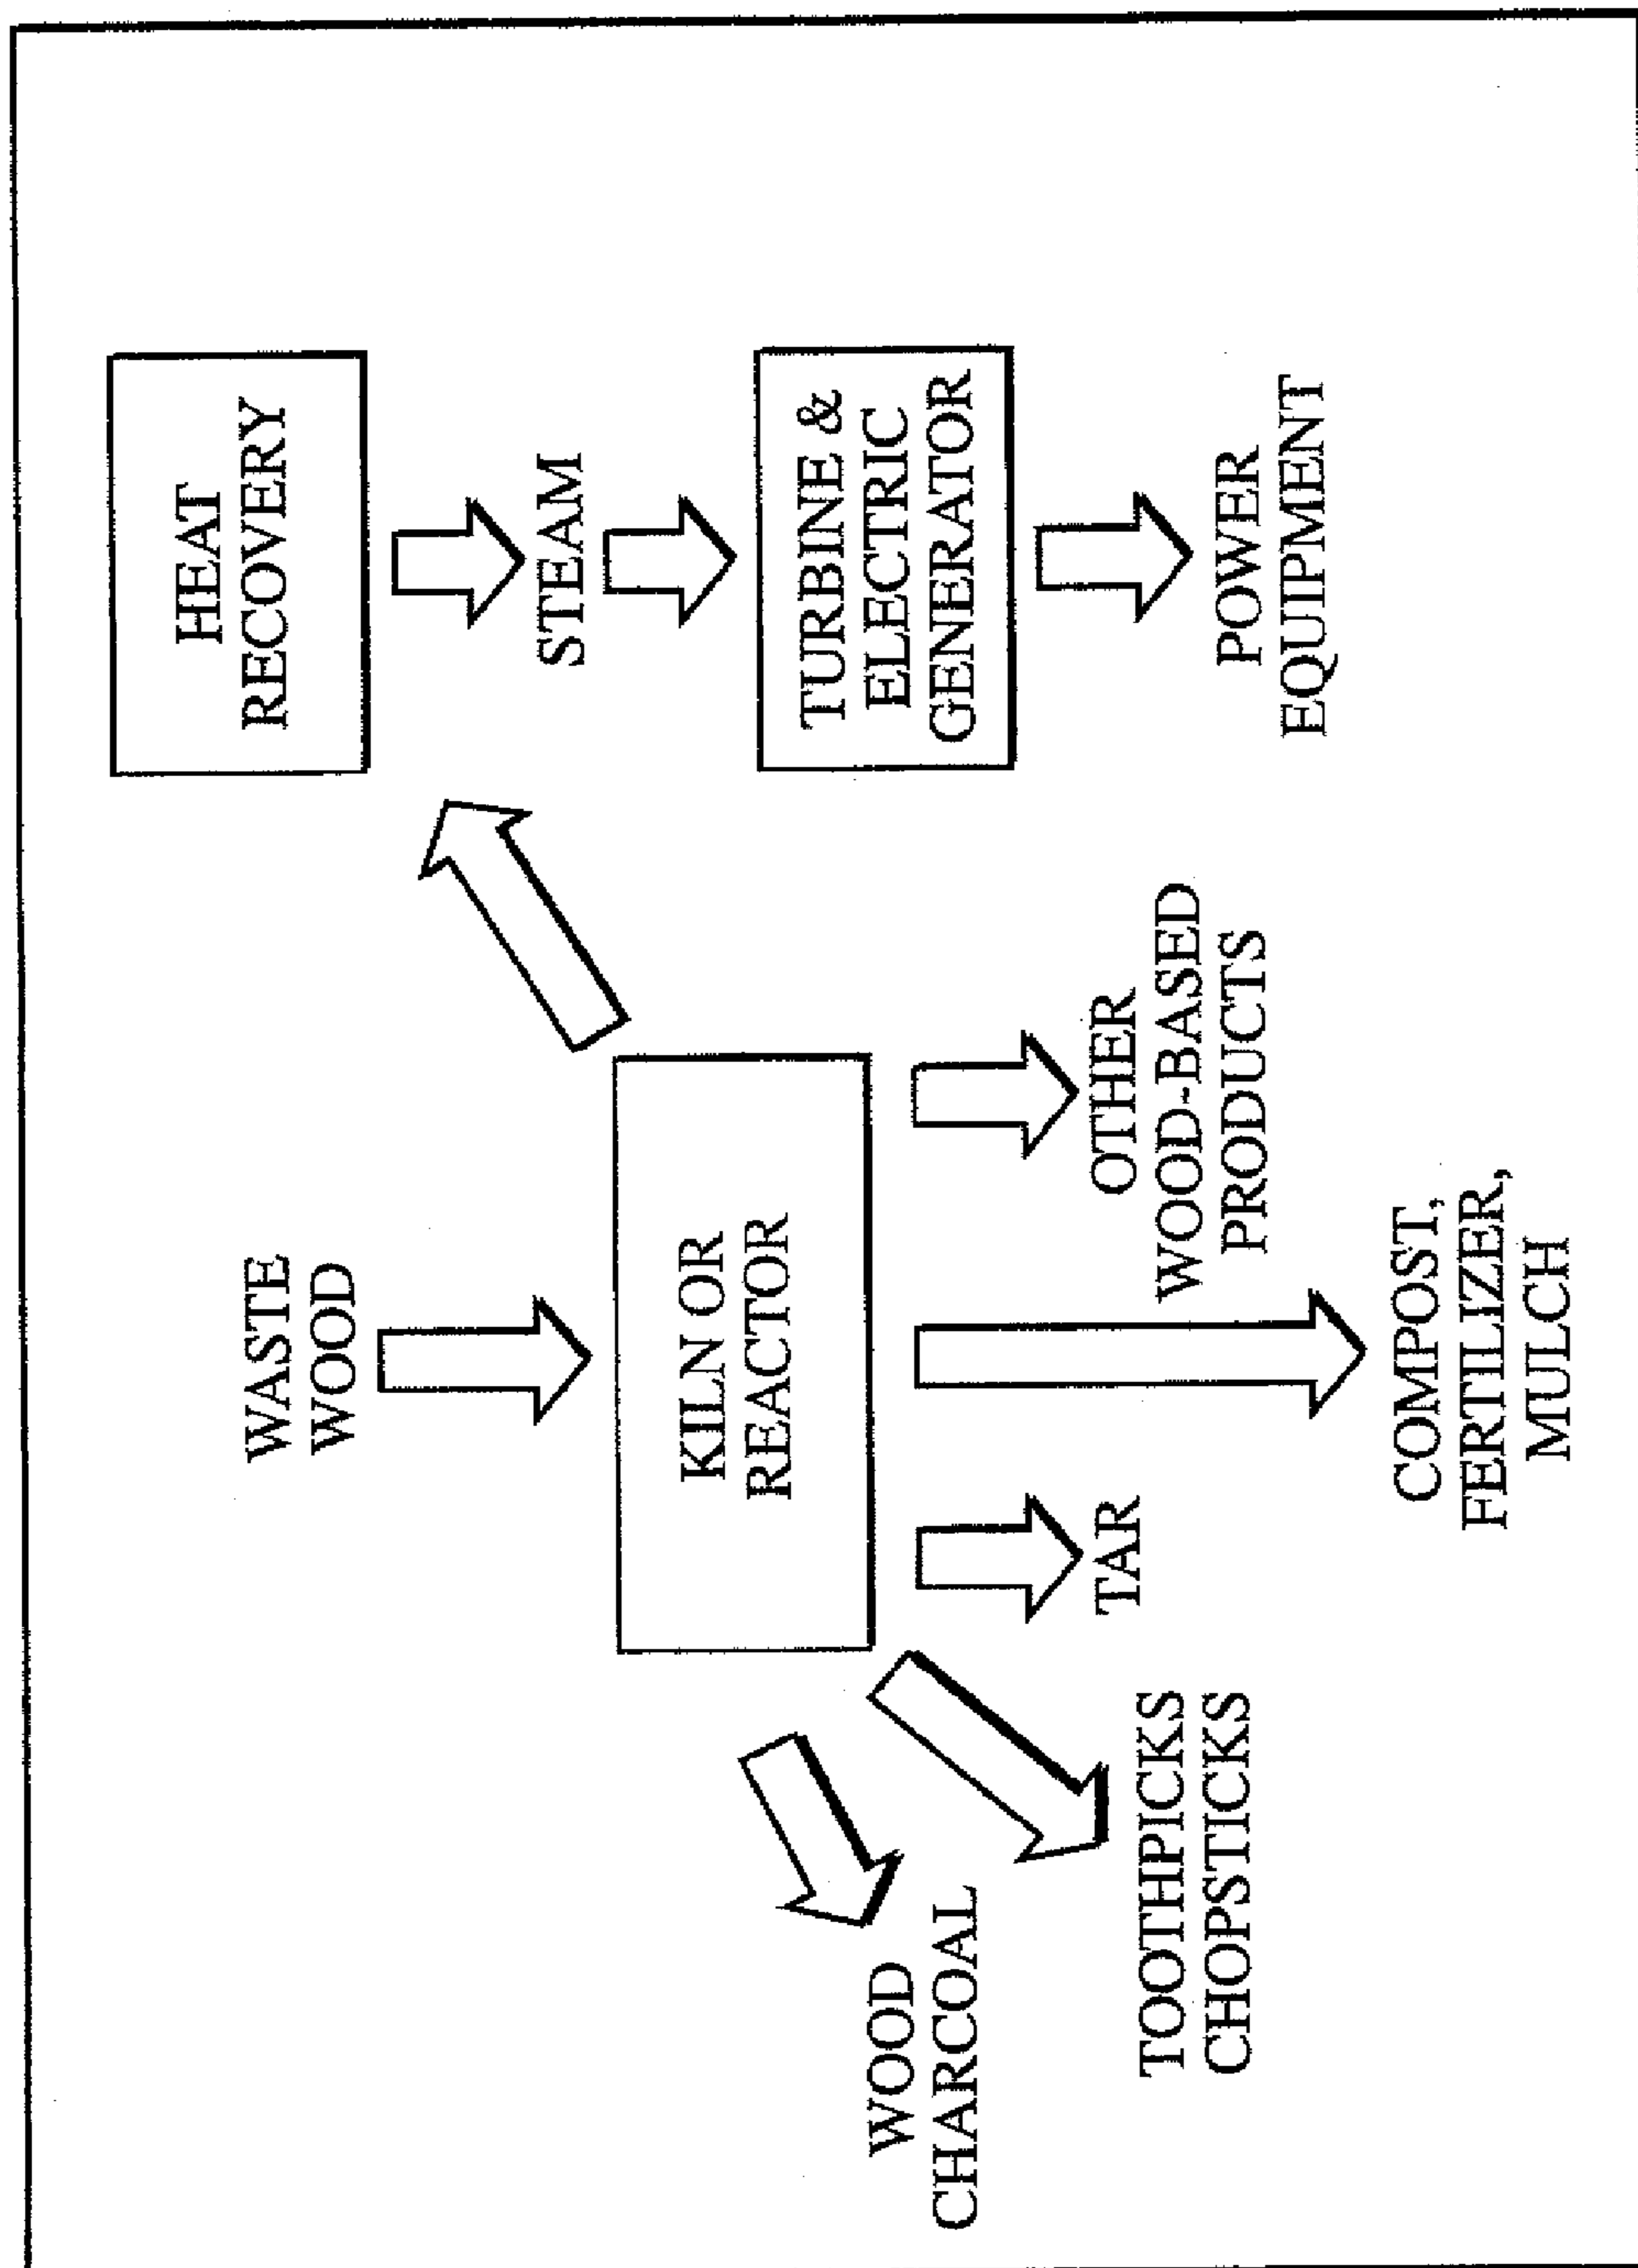 WASTE
WOOD
KILN OR
REACTOR
HEAT
RECOVERY
STEAM
TURBINE &
ELECTRIC
GENERATOR
POWER
EQUIPMENT
WOOD
CHARCOAL
TOOTHPICKS
CHOPSTICKS
TAR
COMPOST,
FERTILIZER,
MULCH
OTHER
WOOD-BASED
PRODUCTS